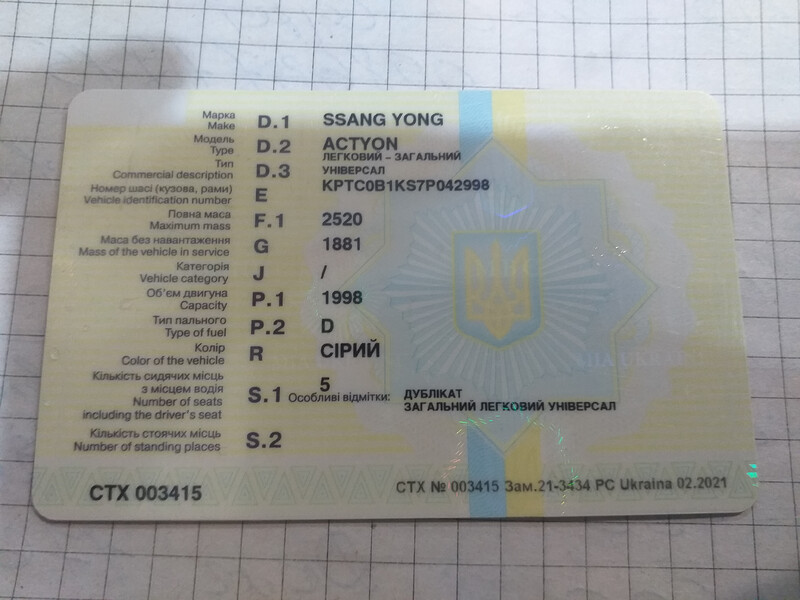 Марка
Make D.1 SSANG YONG
Модель
Type D.2 ACTYON
ЛЕГКОВИЙ – ЗАГАЛЬНИЙ
Тип
Commercial description D.3 УНІВЕРСАЛ
Номер шасі (кузова, рами)
Vehicle identification number E KPTC0B1KS7P042998
Повна маса
Maximum mass F.1 2520
Маса без навантаження
Mass of the vehicle in service G 1881
Категорія
Vehicle category J /
Об'єм двигуна
Capacity P.1 1998
Тип пального
Type of fuel P.2 D
Колір
Color of the vehicle R СІРИЙ
Кількість сидячих місць
з місцем водія
Number of seats
including the driver's seat S.1 5
Особливі відмітки: ДУБЛІКАТ
ЗАГАЛЬНИЙ ЛЕГКОВИЙ УНІВЕРСАЛ
Кількість стоячих місць
Number of standing places S.2
СТХ 003415
СТХ № 003415 Зам.21-3434 РС Ukraina 02.2021